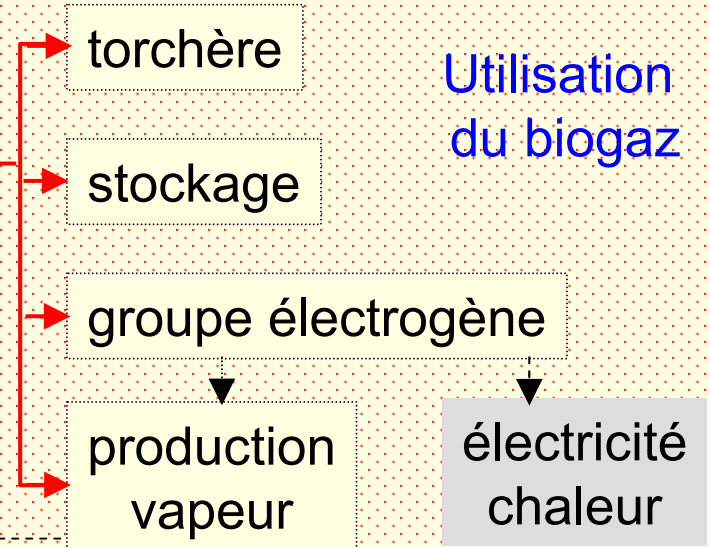 torchère
Utilisation
du biogaz
stockage
groupe électrogène
production
vapeur
électricité
chaleur